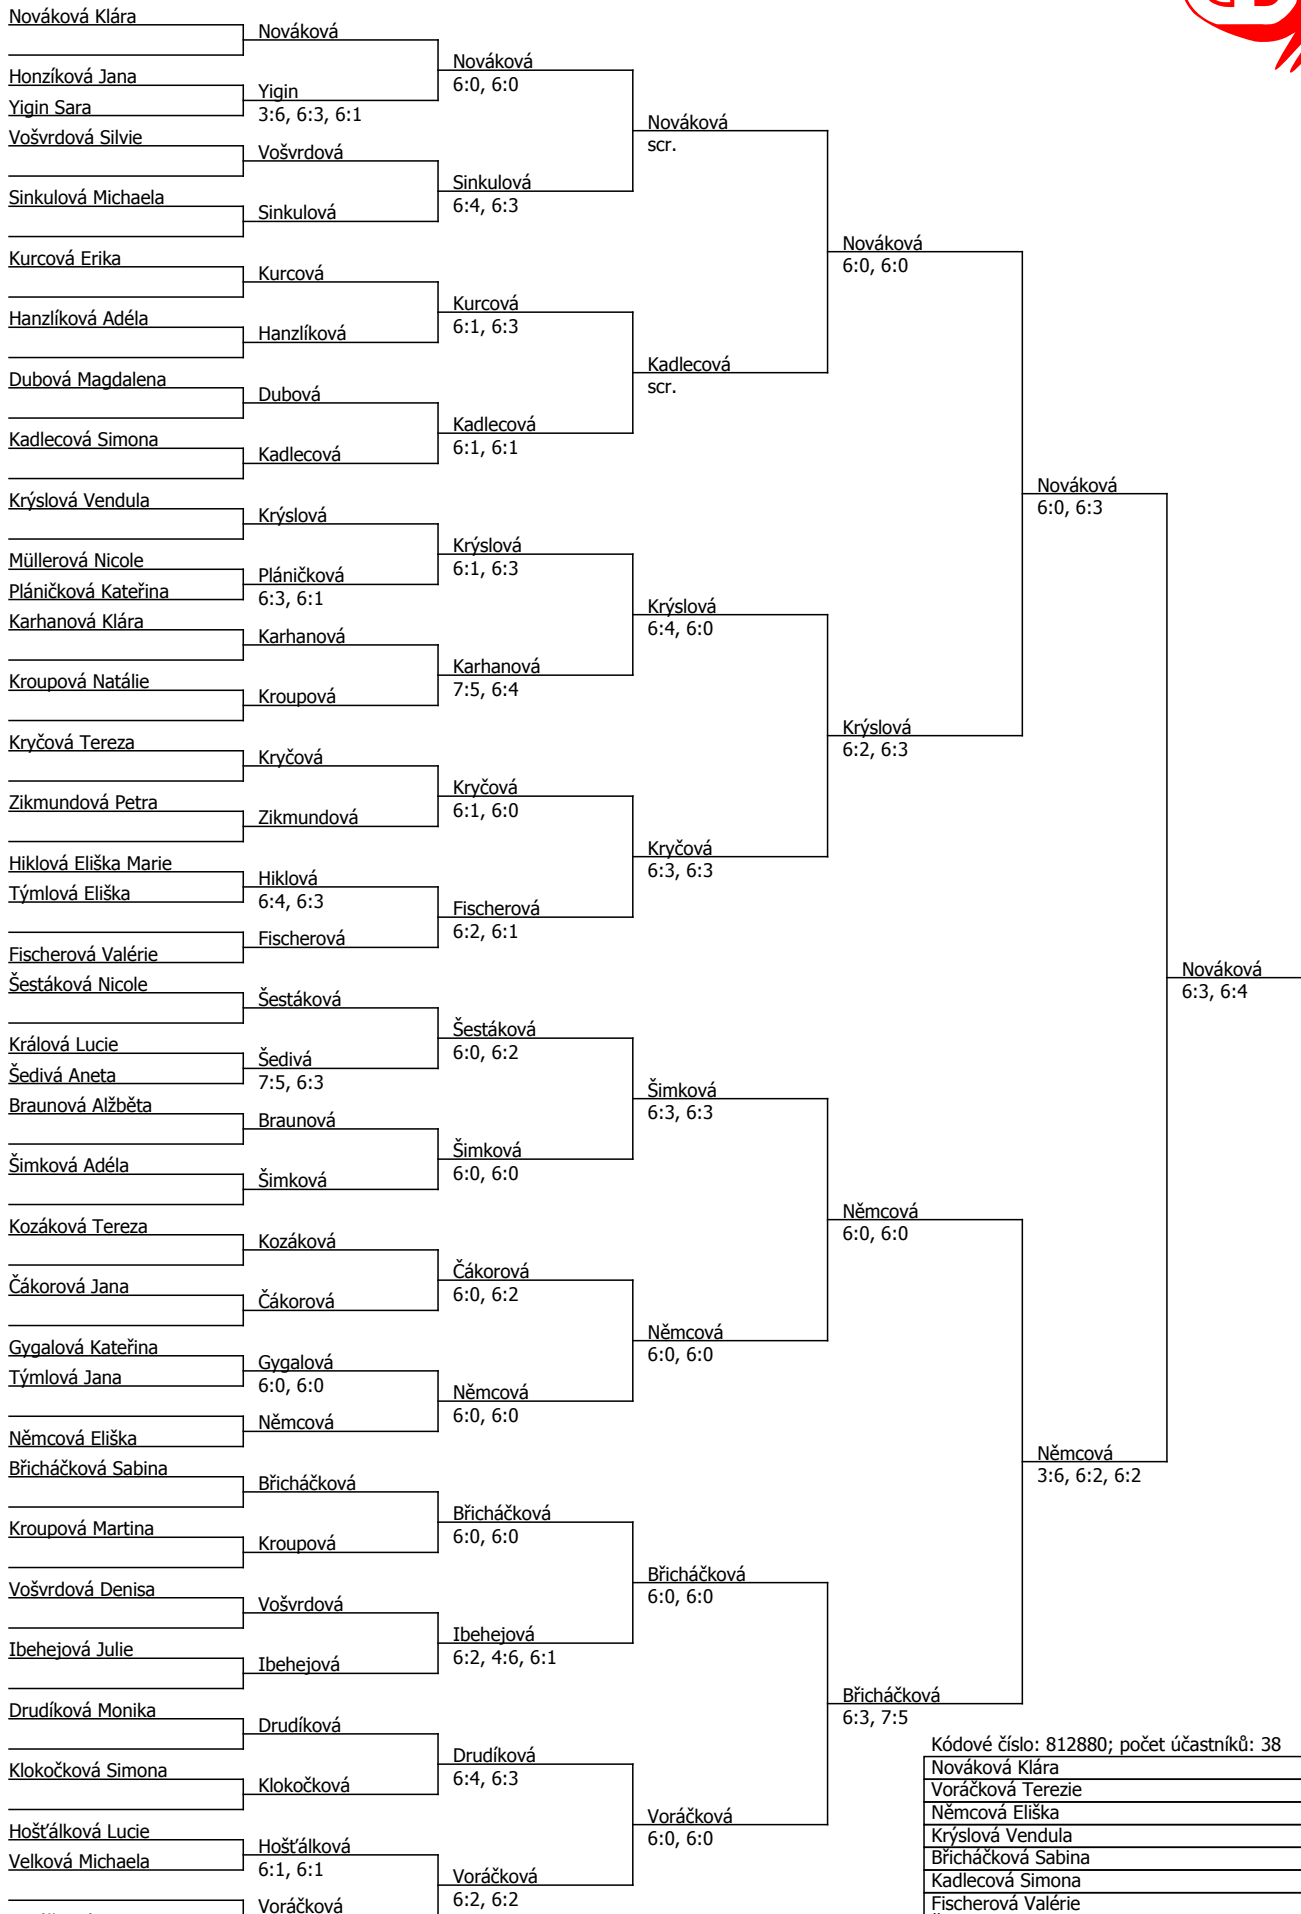 Nováková Klára
Honzíková Jana
Yigin Sara
Vošvrdová Silvie
Sinkulová Michaela
Kurcová Erika
Hanzlíková Adéla
Dubová Magdalena
Kadlecová Simona
Krýslová Vendula
Müllerová Nicole
Pláničková Kateřina
Karhanová Klára
Kroupová Natálie
Kryčová Tereza
Zikmundová Petra
Hiklová Eliška Marie
Týmlová Eliška
Fischerová Valérie
Šestáková Nicole
Králová Lucie
Šedivá Aneta
Braunová Alžběta
Šimková Adéla
Kozáková Tereza
Čákorová Jana
Gygalová Kateřina
Týmlová Jana
Němcová Eliška
Břicháčková Sabina
Kroupová Martina
Vošvrdová Denisa
Ibehejová Julie
Drudíková Monika
Klokočková Simona
Hošťálková Lucie
Velková Michaela
Nováková
Yigin
3:6, 6:3, 6:1
Vošvrdová
Sinkulová
Kurcová
Hanzlíková
Dubová
Kadlecová
Krýslová
Pláničková
6:3, 6:1
Karhanová
Kroupová
Kryčová
Zikmundová
Hiklová
6:4, 6:3
Fischerová
Šestáková
Šedivá
7:5, 6:3
Braunová
Šimková
Kozáková
Čákorová
Gygalová
6:0, 6:0
Němcová
Břicháčková
Kroupová
Vošvrdová
Ibehejová
Drudíková
Klokočková
Hošťálková
6:1, 6:1
Voráčková
Nováková
6:0, 6:0
Sinkulová
6:4, 6:3
Kurcová
6:1, 6:3
Kadlecová
6:1, 6:1
Krýslová
6:1, 6:3
Karhanová
7:5, 6:4
Kryčová
6:1, 6:0
Fischerová
6:2, 6:1
Šestáková
6:0, 6:2
Šimková
6:0, 6:0
Čákorová
6:0, 6:2
Němcová
6:0, 6:0
Břicháčková
6:0, 6:0
Ibehejová
6:2, 4:6, 6:1
Drudíková
6:4, 6:3
Voráčková
6:2, 6:2
Nováková
scr.
Kadlecová
scr.
Krýslová
6:4, 6:0
Kryčová
6:3, 6:3
Šimková
6:3, 6:3
Němcová
6:0, 6:0
Břicháčková
6:0, 6:0
Voráčková
6:0, 6:0
Nováková
6:0, 6:0
Krýslová
6:2, 6:3
Němcová
6:0, 6:0
Břicháčková
6:3, 7:5
Nováková
6:0, 6:3
Němcová
3:6, 6:2, 6:2
Nováková
6:3, 6:4
Kódové číslo: 812880; počet účastníků: 38
Nováková Klára
Voráčková Terezie
Němcová Eliška
Krýslová Vendula
Břicháčková Sabina
Kadlecová Simona
Fischerová Valérie